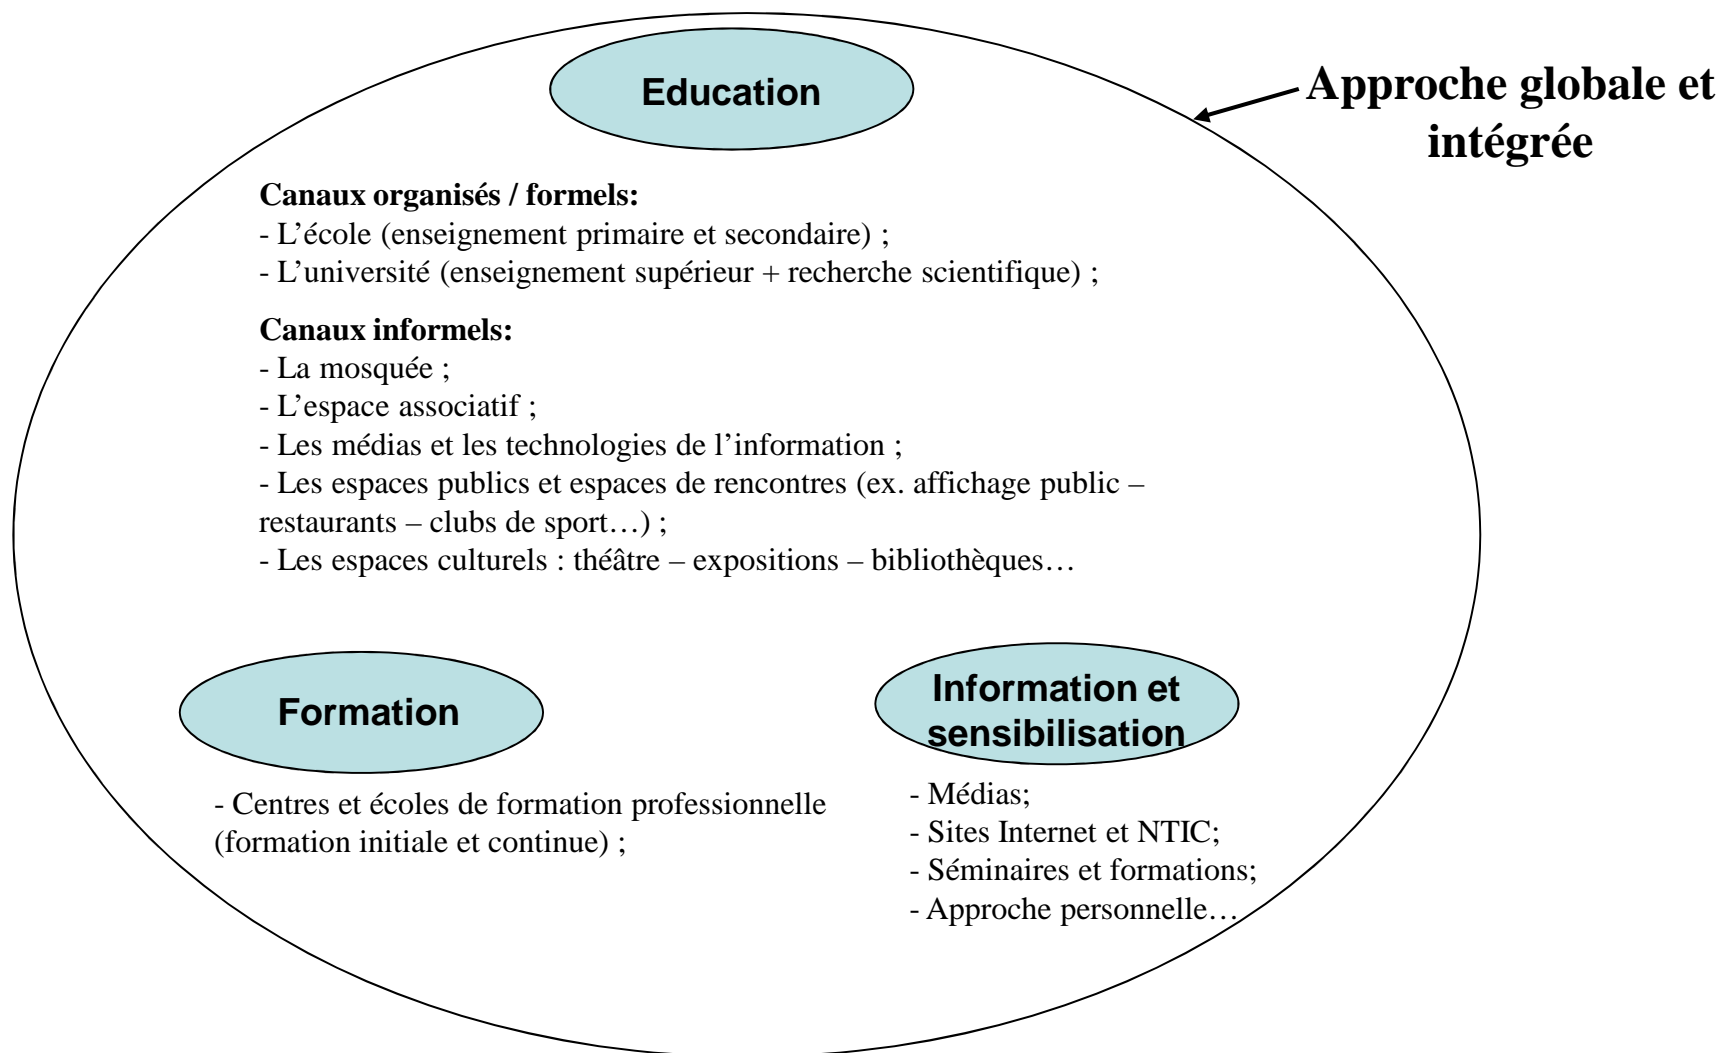 Education
Approche globale et
intégrée
Canaux organisés / formels:
- L’école (enseignement primaire et secondaire) ;
- L’université (enseignement supérieur + recherche scientifique) ;
Canaux informels:
- La mosquée ;
- L’espace associatif ;
- Les médias et les technologies de l’information ;
- Les espaces publics et espaces de rencontres (ex. affichage public –
restaurants – clubs de sport…) ;
- Les espaces culturels : théâtre – expositions – bibliothèques…
Formation
- Centres et écoles de formation professionnelle
(formation initiale et continue) ;
Information et
sensibilisation
- Médias;
- Sites Internet et NTIC;
- Séminaires et formations;
- Approche personnelle…